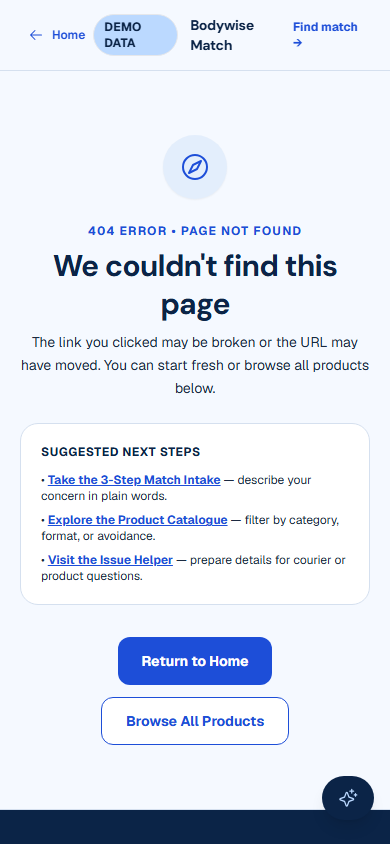 ← Home
DEMO
DATA
Bodywise
Match
Find match
→
404 ERROR • PAGE NOT FOUND
We couldn't find this
page
The link you clicked may be broken or the URL may
have moved. You can start fresh or browse all products
below.
SUGGESTED NEXT STEPS
• Take the 3-Step Match Intake — describe your
concern in plain words.
• Explore the Product Catalogue — filter by category,
format, or avoidance.
• Visit the Issue Helper — prepare details for courier or
product questions.
Return to Home
Browse All Products